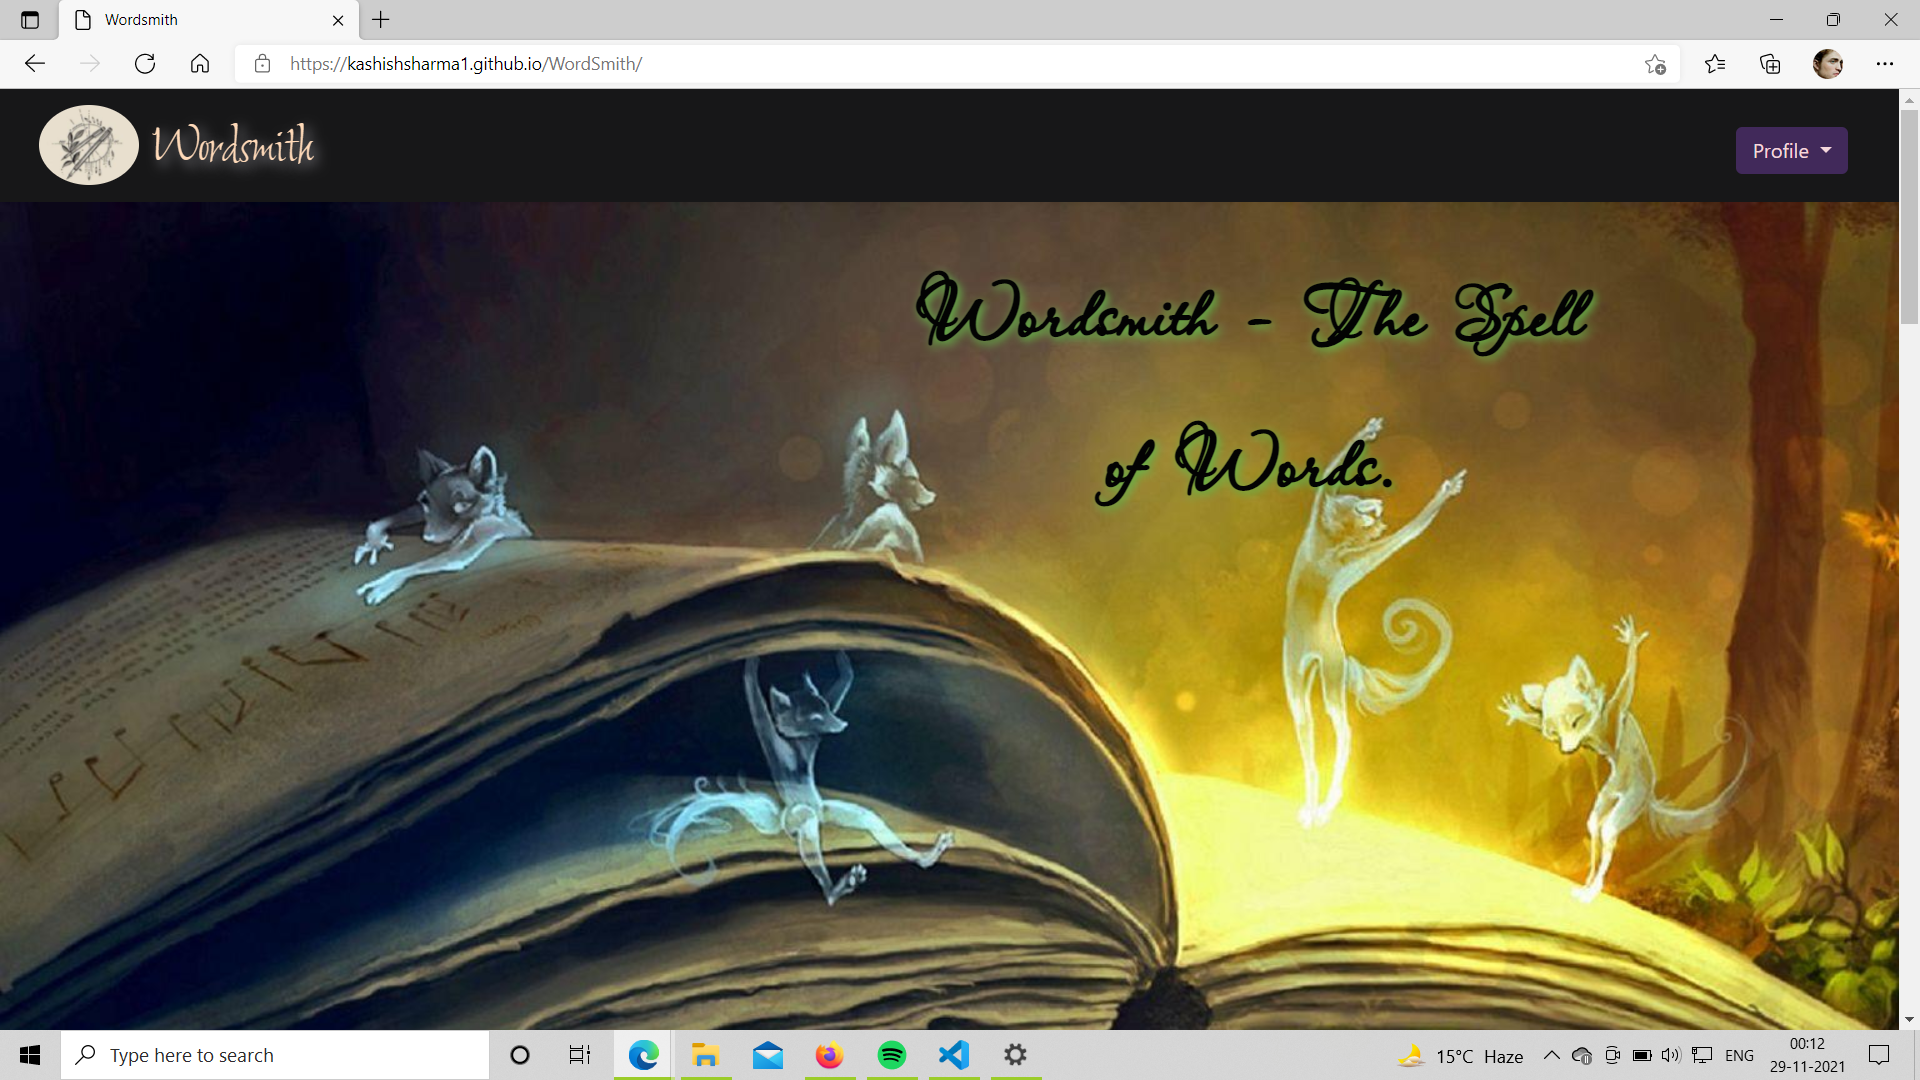 Wordsmith
https://kashishsharma1.github.io/WordSmith/
Wordsmith
Profile
Wordsmith - The Spell
of Words.
Type here to search
15°C Haze
ENG
00:12
29-11-2021